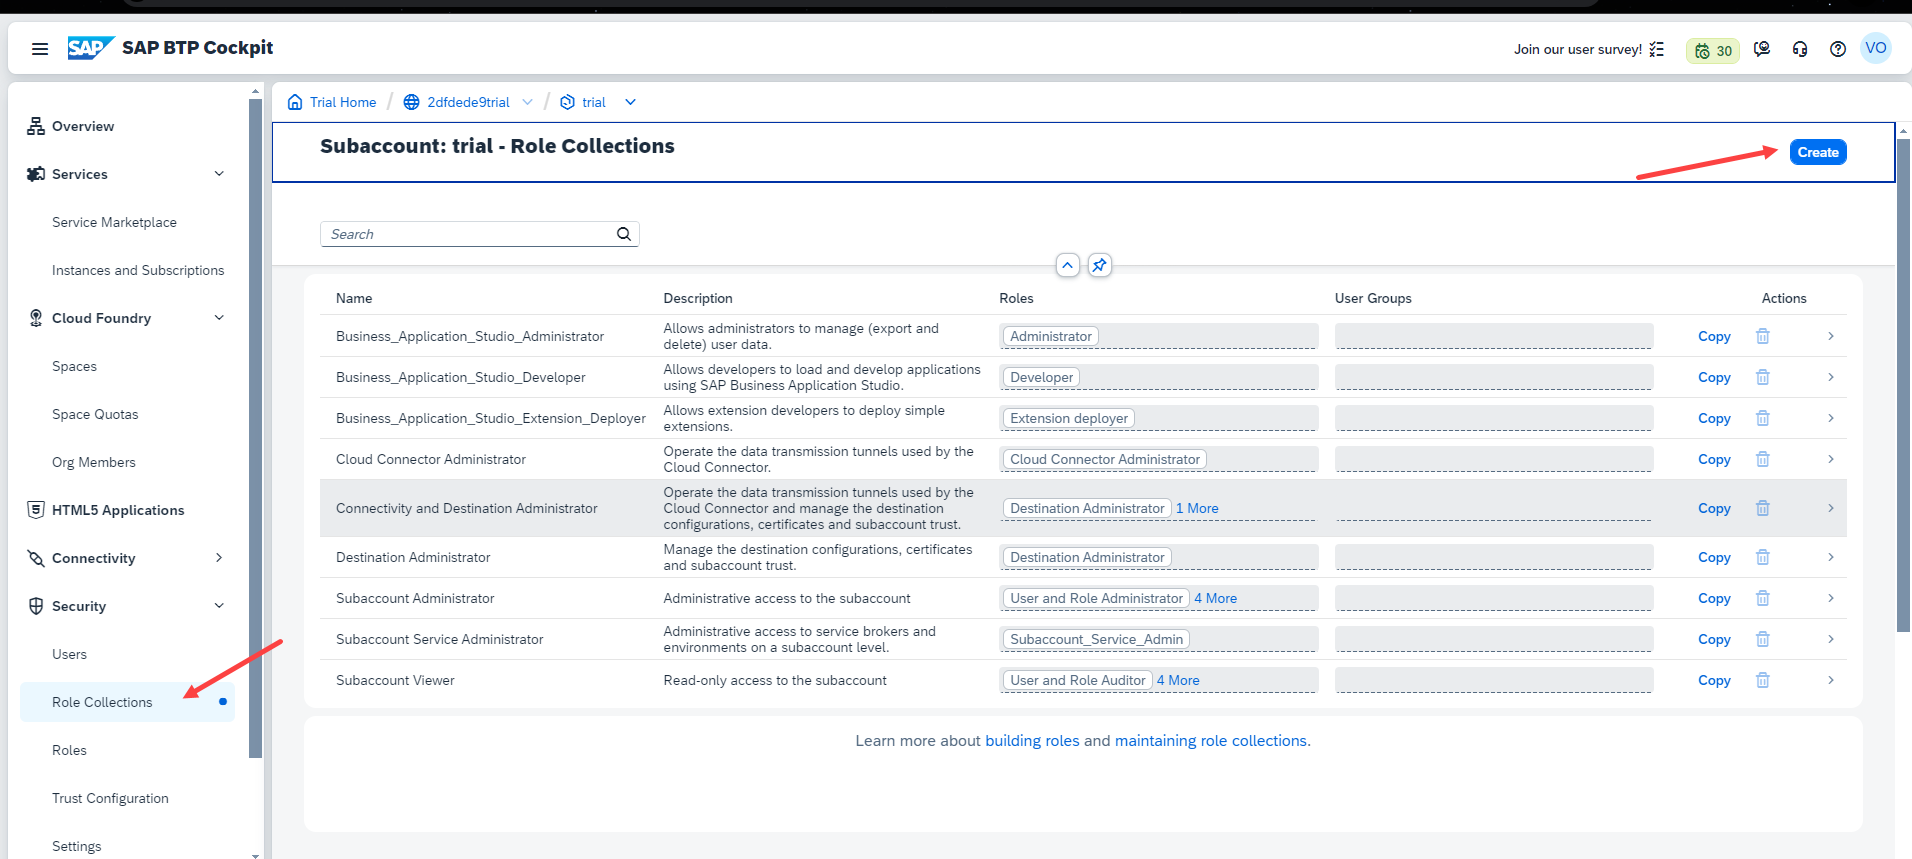 SAP SAP BTP Cockpit
Join our user survey!
30
VO
Overview
Services
Service Marketplace
Instances and Subscriptions
Cloud Foundry
Spaces
Space Quotas
Org Members
HTML5 Applications
Connectivity
Security
Users
Role Collections
Roles
Trust Configuration
Settings
Trial Home / 2dfdede9trial / trial
Subaccount: trial - Role Collections
Create
Search
Name Description Roles User Groups Actions
Business_Application_Studio_Administrator
Allows administrators to manage (export and
delete) user data.
Administrator
Copy
Business_Application_Studio_Developer
Allows developers to load and develop applications
using SAP Business Application Studio.
Developer
Copy
Business_Application_Studio_Extension_Deployer
Allows extension developers to deploy simple
extensions.
Extension deployer
Copy
Cloud Connector Administrator
Operate the data transmission tunnels used by the
Cloud Connector.
Cloud Connector Administrator
Copy
Connectivity and Destination Administrator
Operate the data transmission tunnels used by the
Cloud Connector and manage the destination
configurations, certificates and subaccount trust.
Destination Administrator 1 More
Copy
Destination Administrator
Manage the destination configurations, certificates
and subaccount trust.
Destination Administrator
Copy
Subaccount Administrator
Administrative access to the subaccount
User and Role Administrator 4 More
Copy
Subaccount Service Administrator
Administrative access to service brokers and
environments on a subaccount level.
Subaccount_Service_Admin
Copy
Subaccount Viewer
Read-only access to the subaccount
User and Role Auditor 4 More
Copy
Learn more about building roles and maintaining role collections.